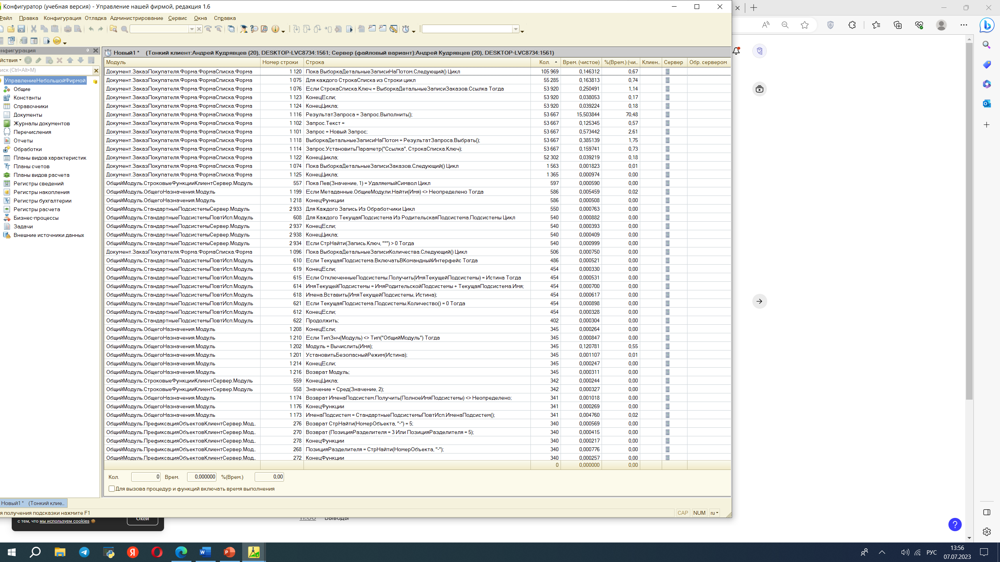 Конфигуратор (учебная версия) - Управление нашей фирмой, редакция 1.6
Файл Правка Конфигурация Отладка Администрирование Сервис Окна Справка
Новый1 * (Тонкий клиент:Андрей Кудрявцев (20), DESKTOP-LVC8734:1561; Сервер (файловый вариант):Андрей Кудрявцев (20), DESKTOP-LVC8734:1561)
онфигурация
йствия
иск (Ctrl+Alt+M)
УправлениеНебольшойФирмой
Общие
Константы
Справочники
Документы
Журналы документов
Перечисления
Отчеты
Обработки
Планы видов характеристик
Планы счетов
Планы видов расчета
Регистры сведений
Регистры накопления
Регистры бухгалтерии
Регистры расчета
Бизнес-процессы
Задачи
Внешние источники данных
Модуль Номер строки Строка Кол. Врем. (чистое) %(Врем.) (чи... Клиен... Сервер Обр. сервером
Документ.ЗаказПокупателя.Форма.ФормаСписка.Форма 1 120 Пока ВыборкаДетальныеЗаписиНаПотом.Следующий() Цикл 105 969 0,146312 0,67
Документ.ЗаказПокупателя.Форма.ФормаСписка.Форма 1 075 Для каждого СтрокаСписка из Строки цикл 55 285 0,163813 0,74
Документ.ЗаказПокупателя.Форма.ФормаСписка.Форма 1 076 Если СтрокаСписка.Ключ = ВыборкаДетальныеЗаписиЗаказов.Ссылка Тогда 53 920 0,250491 1,14
Документ.ЗаказПокупателя.Форма.ФормаСписка.Форма 1 123 КонецЕсли; 53 920 0,038053 0,17
Документ.ЗаказПокупателя.Форма.ФормаСписка.Форма 1 124 КонецЦикла; 53 920 0,039224 0,18
Документ.ЗаказПокупателя.Форма.ФормаСписка.Форма 1 116 РезультатЗапроса = Запрос.Выполнить(); 53 667 15,503844 70,48
Документ.ЗаказПокупателя.Форма.ФормаСписка.Форма 1 102 Запрос.Текст = 53 667 0,125345 0,57
Документ.ЗаказПокупателя.Форма.ФормаСписка.Форма 1 101 Запрос = Новый Запрос; 53 667 0,573442 2,61
Документ.ЗаказПокупателя.Форма.ФормаСписка.Форма 1 118 ВыборкаДетальныеЗаписиНаПотом = РезультатЗапроса.Выбрать(); 53 667 0,385139 1,75
Документ.ЗаказПокупателя.Форма.ФормаСписка.Форма 1 114 Запрос.УстановитьПараметр("Ссылка", СтрокаСписка.Ключ); 53 667 0,159741 0,73
Документ.ЗаказПокупателя.Форма.ФормаСписка.Форма 1 122 КонецЦикла; 52 302 0,039219 0,18
Документ.ЗаказПокупателя.Форма.ФормаСписка.Форма 1 074 Пока ВыборкаДетальныеЗаписиЗаказов.Следующий() Цикл 1 563 0,001823 0,01
Документ.ЗаказПокупателя.Форма.ФормаСписка.Форма 1 125 КонецЦикла; 1 365 0,000974 0,00
ОбщийМодуль.СтроковыеФункцииКлиентСервер.Модуль 557 Пока Лев(Значение, 1) = УдаляемыйСимвол Цикл 597 0,000590 0,00
ОбщийМодуль.ОбщегоНазначения.Модуль 1 199 Если Метаданные.ОбщиеМодули.Найти(Имя) <> Неопределено Тогда 586 0,005459 0,02
ОбщийМодуль.ОбщегоНазначения.Модуль 1 218 КонецФункции 586 0,000508 0,00
ОбщийМодуль.СтандартныеПодсистемыСервер.Модуль 2 933 Для Каждого Запись Из Обработчики Цикл 550 0,000763 0,00
ОбщийМодуль.СтандартныеПодсистемыПовтИсп.Модуль 608 Для Каждого ТекущаяПодсистема Из РодительскаяПодсистема.Подсистемы Цикл 540 0,000882 0,00
ОбщийМодуль.СтандартныеПодсистемыСервер.Модуль 2 937 КонецЕсли; 540 0,000393 0,00
ОбщийМодуль.СтандартныеПодсистемыСервер.Модуль 2 938 КонецЦикла; 540 0,000409 0,00
ОбщийМодуль.СтандартныеПодсистемыСервер.Модуль 2 934 Если СтрНайти(Запись.Ключ, "*") > 0 Тогда 540 0,000999 0,00
Документ.ЗаказПокупателя.Форма.ФормаСписка.Форма 1 096 Пока ВыборкаДетальныеЗаписиКоличества.Следующий() Цикл 506 0,000750 0,00
ОбщийМодуль.СтандартныеПодсистемыПовтИсп.Модуль 610 Если ТекущаяПодсистема.ВключатьВКомандныйИнтерфейс Тогда 486 0,000521 0,00
ОбщийМодуль.СтандартныеПодсистемыПовтИсп.Модуль 619 КонецЕсли; 454 0,000330 0,00
ОбщийМодуль.СтандартныеПодсистемыПовтИсп.Модуль 615 Если ОтключенныеПодсистемы.Получить(ИмяТекущейПодсистемы) = Истина Тогда 454 0,000531 0,00
ОбщийМодуль.СтандартныеПодсистемыПовтИсп.Модуль 614 ИмяТекущейПодсистемы = ИмяРодительскойПодсистемы + ТекущаяПодсистема.Имя; 454 0,000700 0,00
ОбщийМодуль.СтандартныеПодсистемыПовтИсп.Модуль 618 Имена.Вставить(ИмяТекущейПодсистемы, Истина); 454 0,000617 0,00
ОбщийМодуль.СтандартныеПодсистемыПовтИсп.Модуль 621 Если ТекущаяПодсистема.Подсистемы.Количество() = 0 Тогда 454 0,000898 0,00
ОбщийМодуль.СтандартныеПодсистемыПовтИсп.Модуль 612 КонецЕсли; 454 0,000328 0,00
ОбщийМодуль.СтандартныеПодсистемыПовтИсп.Модуль 622 Продолжить; 402 0,000304 0,00
ОбщийМодуль.ОбщегоНазначения.Модуль 1 208 КонецЕсли; 345 0,000264 0,00
ОбщийМодуль.ОбщегоНазначения.Модуль 1 210 Если ТипЗнч(Модуль) <> Тип("ОбщийМодуль") Тогда 345 0,000847 0,00
ОбщийМодуль.ОбщегоНазначения.Модуль 1 202 Модуль = Вычислить(Имя); 345 0,120781 0,55
ОбщийМодуль.ОбщегоНазначения.Модуль 1 201 УстановитьБезопасныйРежим(Истина); 345 0,001107 0,01
ОбщийМодуль.ОбщегоНазначения.Модуль 1 214 КонецЕсли; 345 0,000247 0,00
ОбщийМодуль.ОбщегоНазначения.Модуль 1 216 Возврат Модуль; 345 0,000311 0,00
ОбщийМодуль.СтроковыеФункцииКлиентСервер.Модуль 559 КонецЦикла; 342 0,000244 0,00
ОбщийМодуль.СтроковыеФункцииКлиентСервер.Модуль 558 Значение = Сред(Значение, 2); 342 0,000327 0,00
ОбщийМодуль.ОбщегоНазначения.Модуль 1 174 Возврат ИменаПодсистем.Получить(ПолноеИмяПодсистемы) <> Неопределено; 341 0,001018 0,00
ОбщийМодуль.ОбщегоНазначения.Модуль 1 176 КонецФункции 341 0,000269 0,00
ОбщийМодуль.ОбщегоНазначения.Модуль 1 173 ИменаПодсистем = СтандартныеПодсистемыПовтИсп.ИменаПодсистем(); 341 0,004760 0,02
ОбщийМодуль.ПрефиксацияОбъектовКлиентСервер.Мод... 276 Возврат СтрНайти(НомерОбъекта, "-") = 5; 340 0,000569 0,00
ОбщийМодуль.ПрефиксацияОбъектовКлиентСервер.Мод... 270 Возврат (ПозицияРазделителя = 3 Или ПозицияРазделителя = 5); 340 0,000415 0,00
ОбщийМодуль.ПрефиксацияОбъектовКлиентСервер.Мод... 278 КонецФункции 340 0,000217 0,00
ОбщийМодуль.ПрефиксацияОбъектовКлиентСервер.Мод... 268 ПозицияРазделителя = СтрНайти(НомерОбъекта, "-"); 340 0,000776 0,00
ОбщийМодуль.ПрефиксацияОбъектовКлиентСервер.Мод... 272 КонецФункции 340 0,000257 0,00
0 0,000000 0,00
Кол. 0 Врем. 0,000000 %(Врем.) 0,00
Для вызова процедур и функций включать время выполнения
Новый1 * (Тонкий клие...
я получения подсказки нажмите F1
CAP NUM ru
с тем, что мы используем cookies
Окей
11:00 Выводы
РУС
13:56
07.07.2023